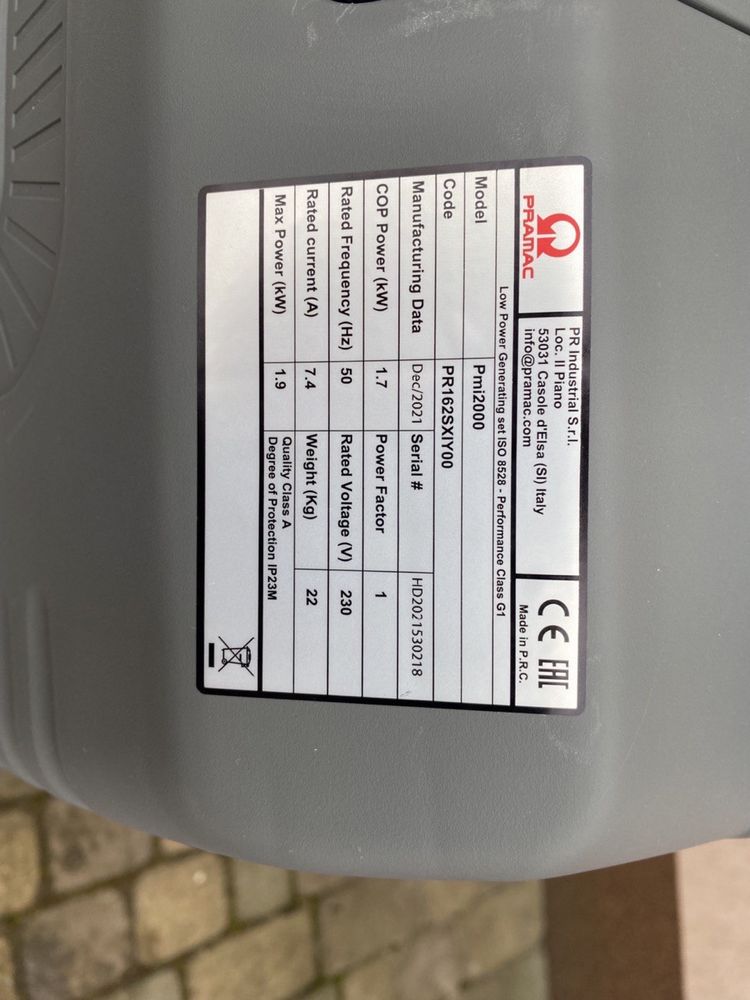 PRAMAC
PR Industrial S.r.l.
Loc. Il Piano
53031 Casole d'Elsa (SI) Italy
info@pramac.com
CE EAC
Made in P.R.C.
Low Power Generating set ISO 8528 - Performance Class G1
Model Pmi2000
Code PR162SXIY00
Manufacturing Data Dec/2021 Serial # HD2021530218
COP Power (kW) 1.7 Power Factor 1
Rated Frequency (Hz) 50 Rated Voltage (V) 230
Rated current (A) 7.4 Weight (Kg) 22
Max Power (kW) 1.9 Quality Class A
Degree of Protection IP23M